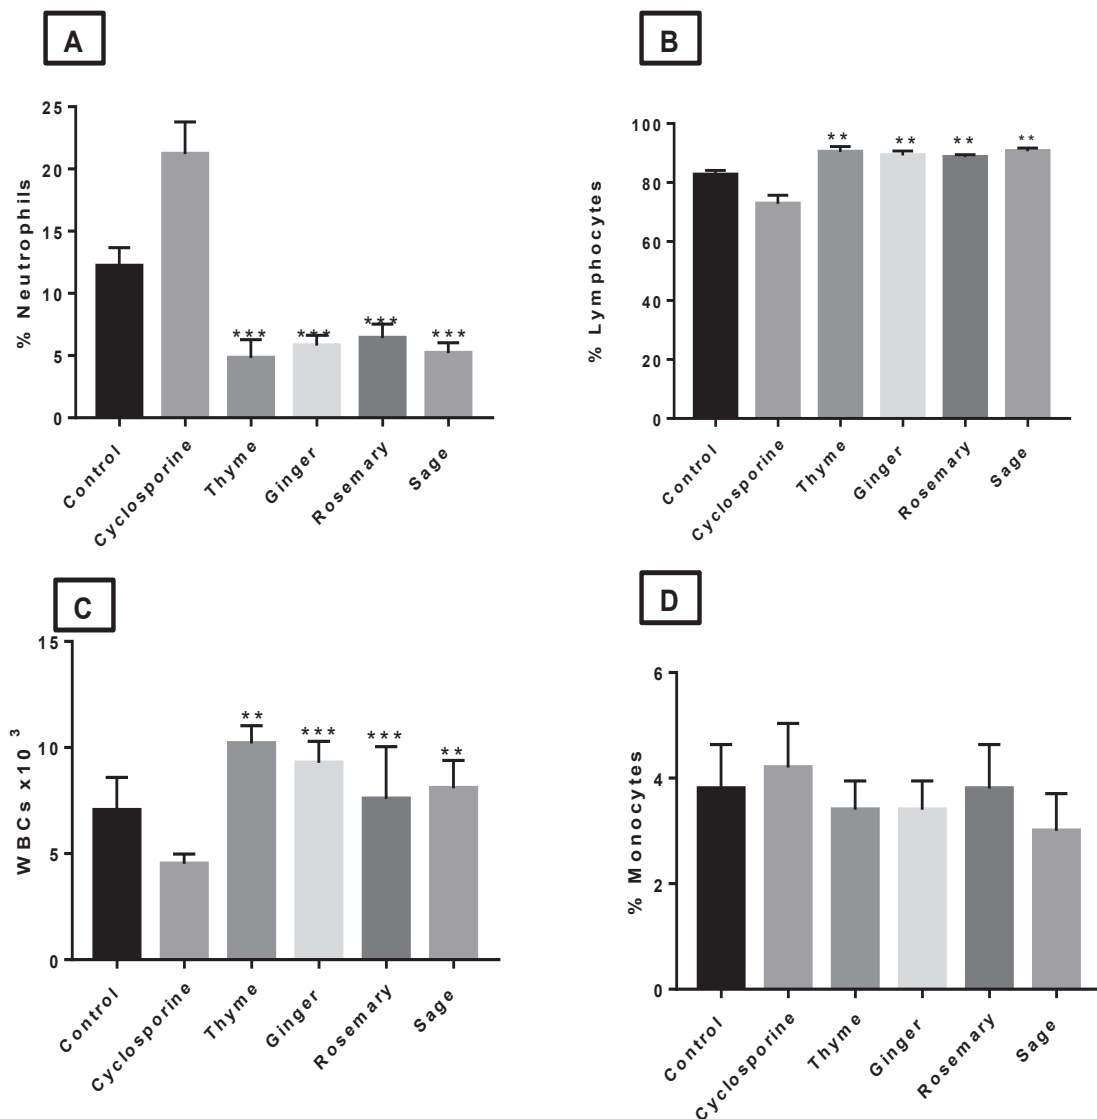 A
% Neutrophils
25
20
15
10
5
0
*** *** *** ***
Control Cyclosporine Thyme Ginger Rosemary Sage
B
% Lymphocytes
100
80
60
40
20
0
** ** ** **
Control Cyclosporine Thyme Ginger Rosemary Sage
C
WBCs x10 3
15
10
5
0
** *** *** **
Control Cyclosporine Thyme Ginger Rosemary Sage
D
% Monocytes
6
4
2
0
Control Cyclosporine Thyme Ginger Rosemary Sage